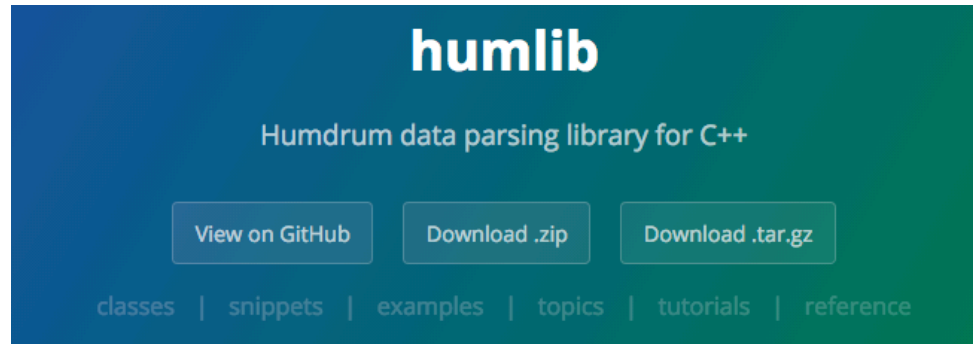 humlib
Humdrum data parsing library for C++
View on GitHub Download .zip Download .tar.gz
classes | snippets | examples | topics | tutorials | reference